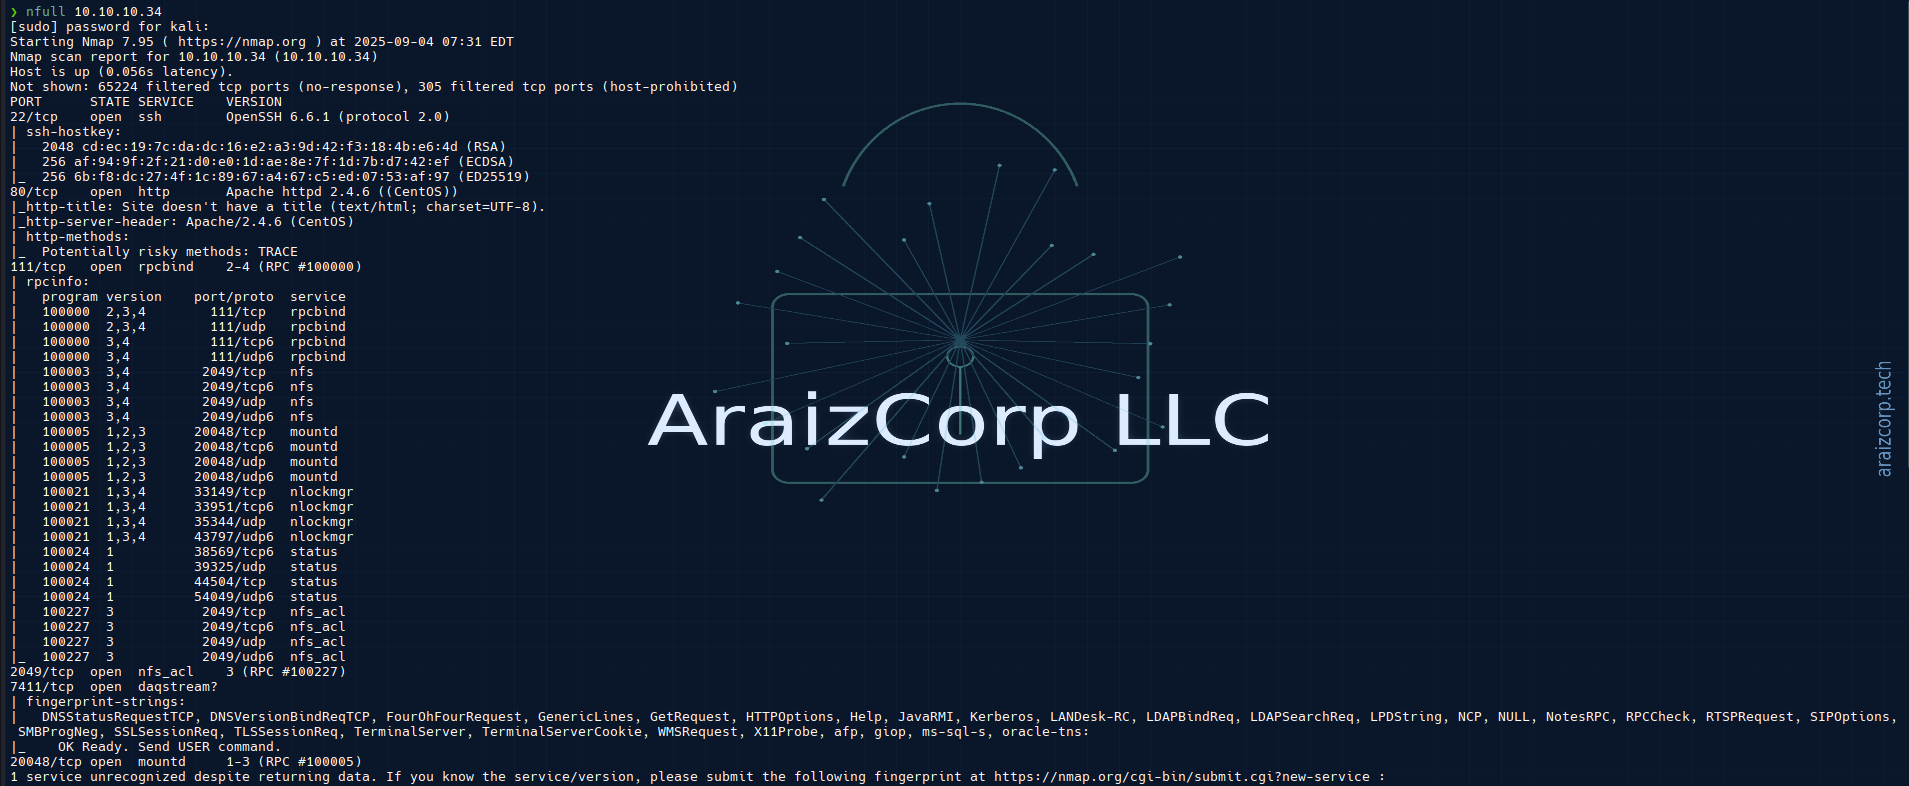 ❯ nfull 10.10.10.34
[sudo] password for kali:
Starting Nmap 7.95 ( https://nmap.org ) at 2025-09-04 07:31 EDT
Nmap scan report for 10.10.10.34 (10.10.10.34)
Host is up (0.056s latency).
Not shown: 65224 filtered tcp ports (no-response), 305 filtered tcp ports (host-prohibited)
PORT      STATE SERVICE    VERSION
22/tcp    open  ssh        OpenSSH 6.6.1 (protocol 2.0)
| ssh-hostkey:
|   2048 cd:ec:19:7c:da:dc:16:e2:a3:9d:42:f3:18:4b:e6:4d (RSA)
|   256 af:94:9f:2f:21:d0:e0:1d:ae:8e:7f:1d:7b:d7:42:ef (ECDSA)
|_  256 6b:f8:dc:27:4f:1c:89:67:a4:67:c5:ed:07:53:af:97 (ED25519)
80/tcp    open  http       Apache httpd 2.4.6 ((CentOS))
|_http-title: Site doesn't have a title (text/html; charset=UTF-8).
|_http-server-header: Apache/2.4.6 (CentOS)
| http-methods:
|_  Potentially risky methods: TRACE
111/tcp   open  rpcbind    2-4 (RPC #100000)
| rpcinfo:
|   program version    port/proto  service
|   100000  2,3,4        111/tcp   rpcbind
|   100000  2,3,4        111/udp   rpcbind
|   100000  3,4          111/tcp6  rpcbind
|   100000  3,4          111/udp6  rpcbind
|   100003  3,4         2049/tcp   nfs
|   100003  3,4         2049/tcp6  nfs
|   100003  3,4         2049/udp   nfs
|   100003  3,4         2049/udp6  nfs
|   100005  1,2,3      20048/tcp   mountd
|   100005  1,2,3      20048/tcp6  mountd
|   100005  1,2,3      20048/udp   mountd
|   100005  1,2,3      20048/udp6  mountd
|   100021  1,3,4      33149/tcp   nlockmgr
|   100021  1,3,4      33951/tcp6  nlockmgr
|   100021  1,3,4      35344/udp   nlockmgr
|   100021  1,3,4      43797/udp6  nlockmgr
|   100024  1          38569/tcp6  status
|   100024  1          39325/udp   status
|   100024  1          44504/tcp   status
|   100024  1          54049/udp6  status
|   100227  3           2049/tcp   nfs_acl
|   100227  3           2049/tcp6  nfs_acl
|   100227  3           2049/udp   nfs_acl
|_  100227  3           2049/udp6  nfs_acl
2049/tcp  open  nfs_acl    3 (RPC #100227)
7411/tcp  open  daqstream?
| fingerprint-strings:
|   DNSStatusRequestTCP, DNSVersionBindReqTCP, FourOhFourRequest, GenericLines, GetRequest, HTTPOptions, Help, JavaRMI, Kerberos, LANDesk-RC, LDAPBindReq, LDAPSearchReq, LPDString, NCP, NULL, NotesRPC, RPCCheck, RTSPRequest, SIPOptions,
SMBProgNeg, SSLSessionReq, TLSSessionReq, TerminalServer, TerminalServerCookie, WMSRequest, X11Probe, afp, giop, ms-sql-s, oracle-tns:
|_    OK Ready. Send USER command.
20048/tcp open  mountd     1-3 (RPC #100005)
1 service unrecognized despite returning data. If you know the service/version, please submit the following fingerprint at https://nmap.org/cgi-bin/submit.cgi?new-service :
AraizCorp LLC
araizcorp.tech